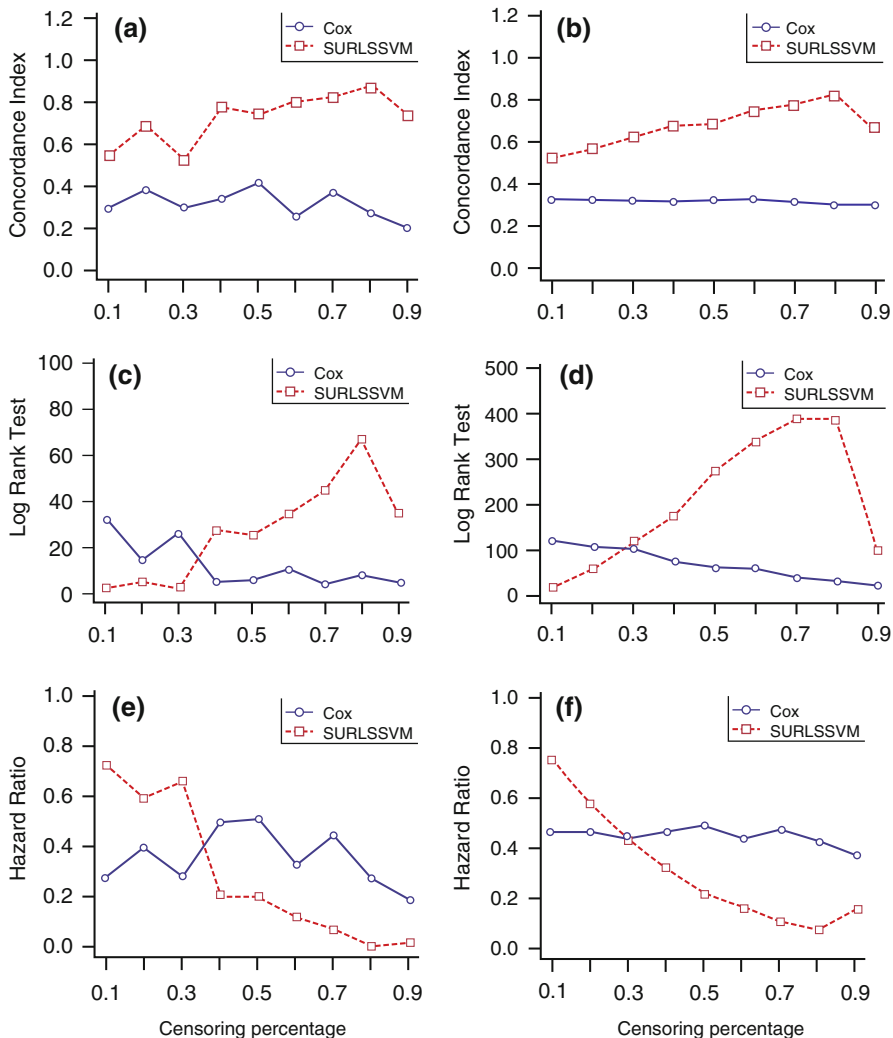 (a)
Cox
SURLSSVM
Concordance Index
1.2
1.0
0.8
0.6
0.4
0.2
0.0
0.1 0.3 0.5 0.7 0.9
(b)
Cox
SURLSSVM
Concordance Index
1.2
1.0
0.8
0.6
0.4
0.2
0.0
0.1 0.3 0.5 0.7 0.9
(c)
Cox
SURLSSVM
Log Rank Test
100
80
60
40
20
0
0.1 0.3 0.5 0.7 0.9
(d)
Cox
SURLSSVM
Log Rank Test
500
400
300
200
100
0
0.1 0.3 0.5 0.7 0.9
(e)
Cox
SURLSSVM
Hazard Ratio
1.0
0.8
0.6
0.4
0.2
0.0
0.1 0.3 0.5 0.7 0.9
Censoring percentage
(f)
Cox
SURLSSVM
Hazard Ratio
1.0
0.8
0.6
0.4
0.2
0.0
0.1 0.3 0.5 0.7 0.9
Censoring percentage